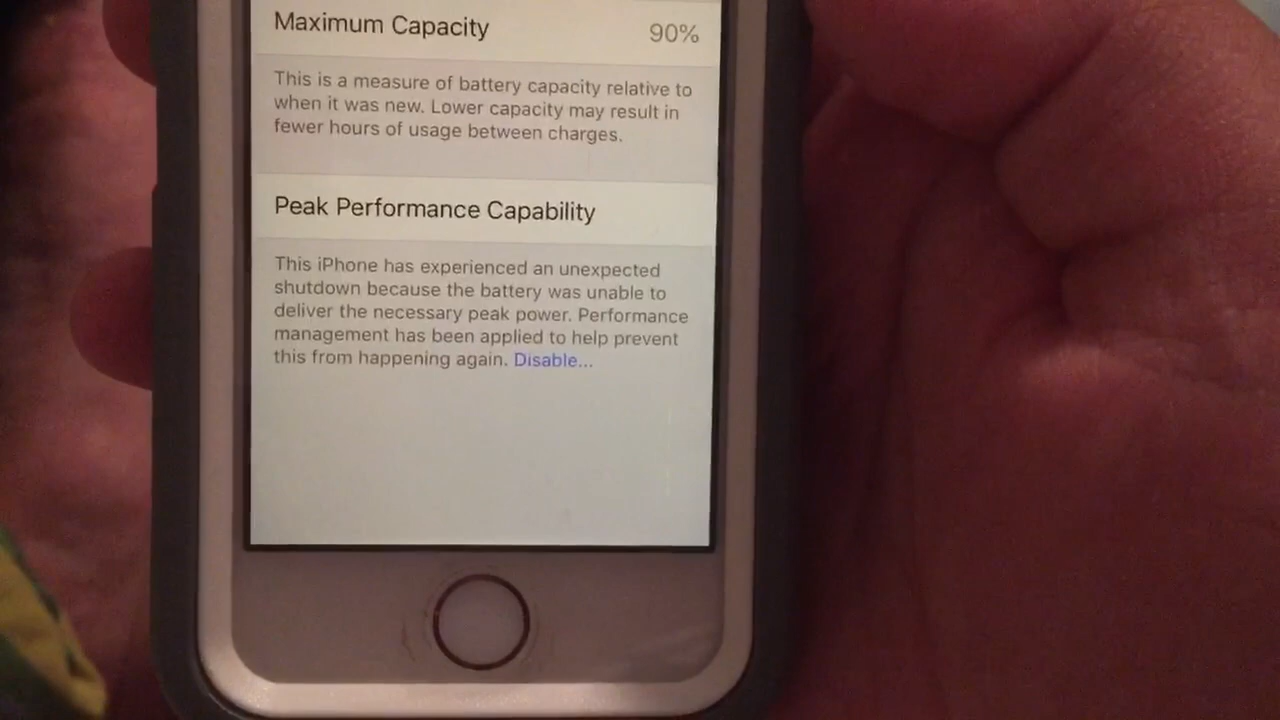 Maximum Capacity 90%
This is a measure of battery capacity relative to
when it was new. Lower capacity may result in
fewer hours of usage between charges.
Peak Performance Capability
This iPhone has experienced an unexpected
shutdown because the battery was unable to
deliver the necessary peak power. Performance
management has been applied to help prevent
this from happening again. Disable...